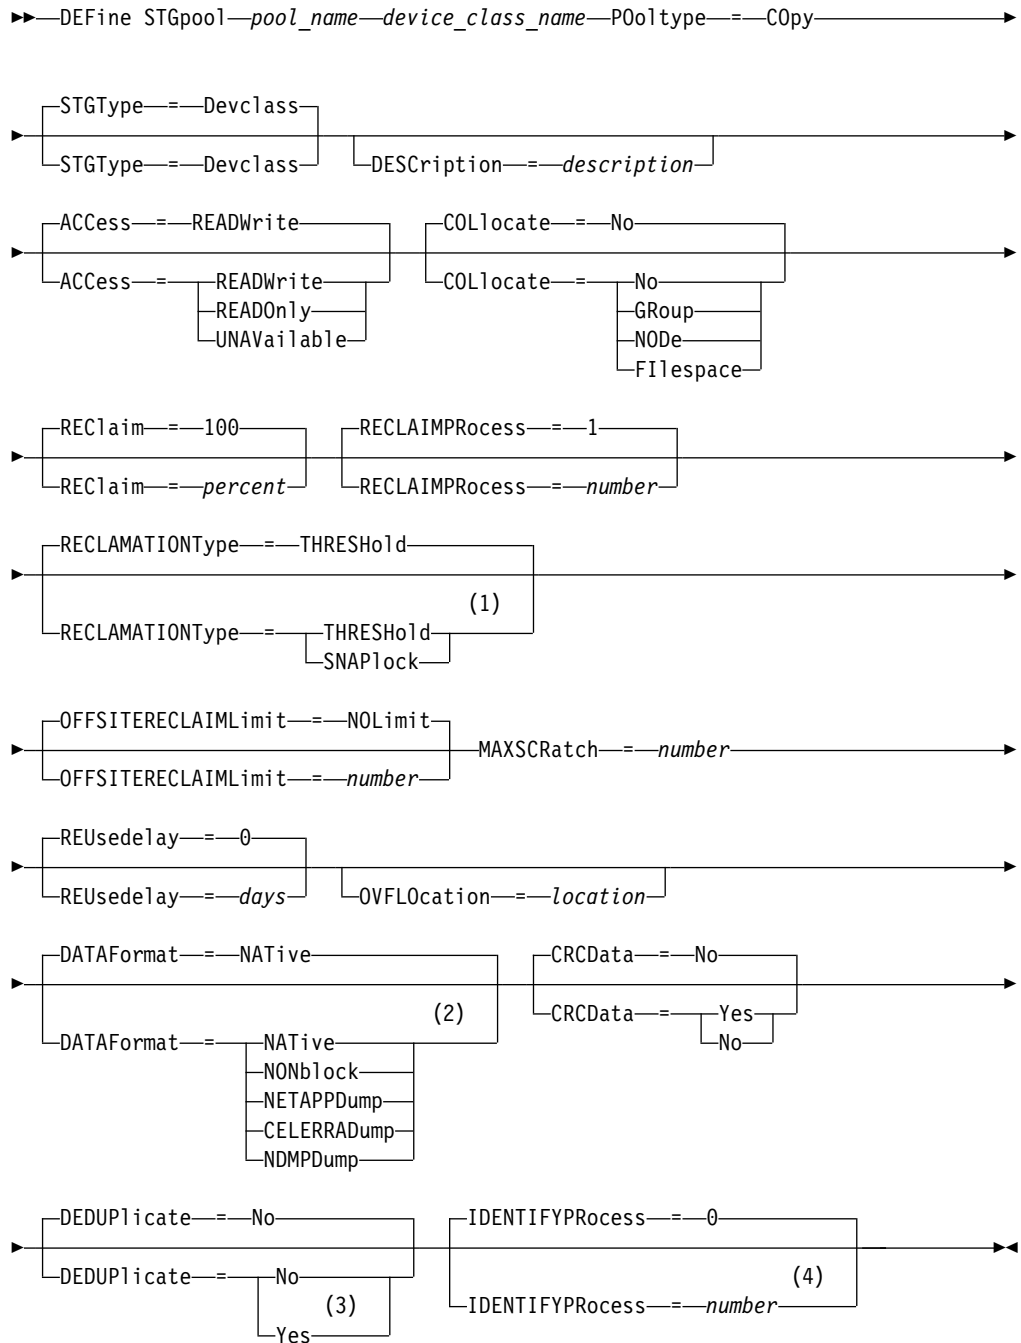 DEFine STGpool pool_name device_class_name POoltype = COpy
STGType = Devclass
STGType = Devclass
DESCription = description
ACCess = READWrite
ACCess = READWrite
READOnly
UNAVailable
COLlocate = No
COLlocate = No
GRoup
NODe
FIlespace
REClaim = 100
REClaim = percent
RECLAIMPRocess = 1
RECLAIMPRocess = number
RECLAMATIONType = THRESHold
(1)
RECLAMATIONType = THRESHold
SNAPlock
OFFSITERECLAIMLimit = NOLimit
OFFSITERECLAIMLimit = number
MAXSCRatch = number
REUsedelay = 0
REUsedelay = days
OVFLOcation = location
DATAFormat = NATive
(2)
DATAFormat = NATive
NONblock
NETAPPDump
CELERRADump
NDMPDump
CRCData = No
CRCData = Yes
No
DEDUPlicate = No
DEDUPlicate = No
(3)
Yes
IDENTIFYPRocess = 0
(4)
IDENTIFYPRocess = number